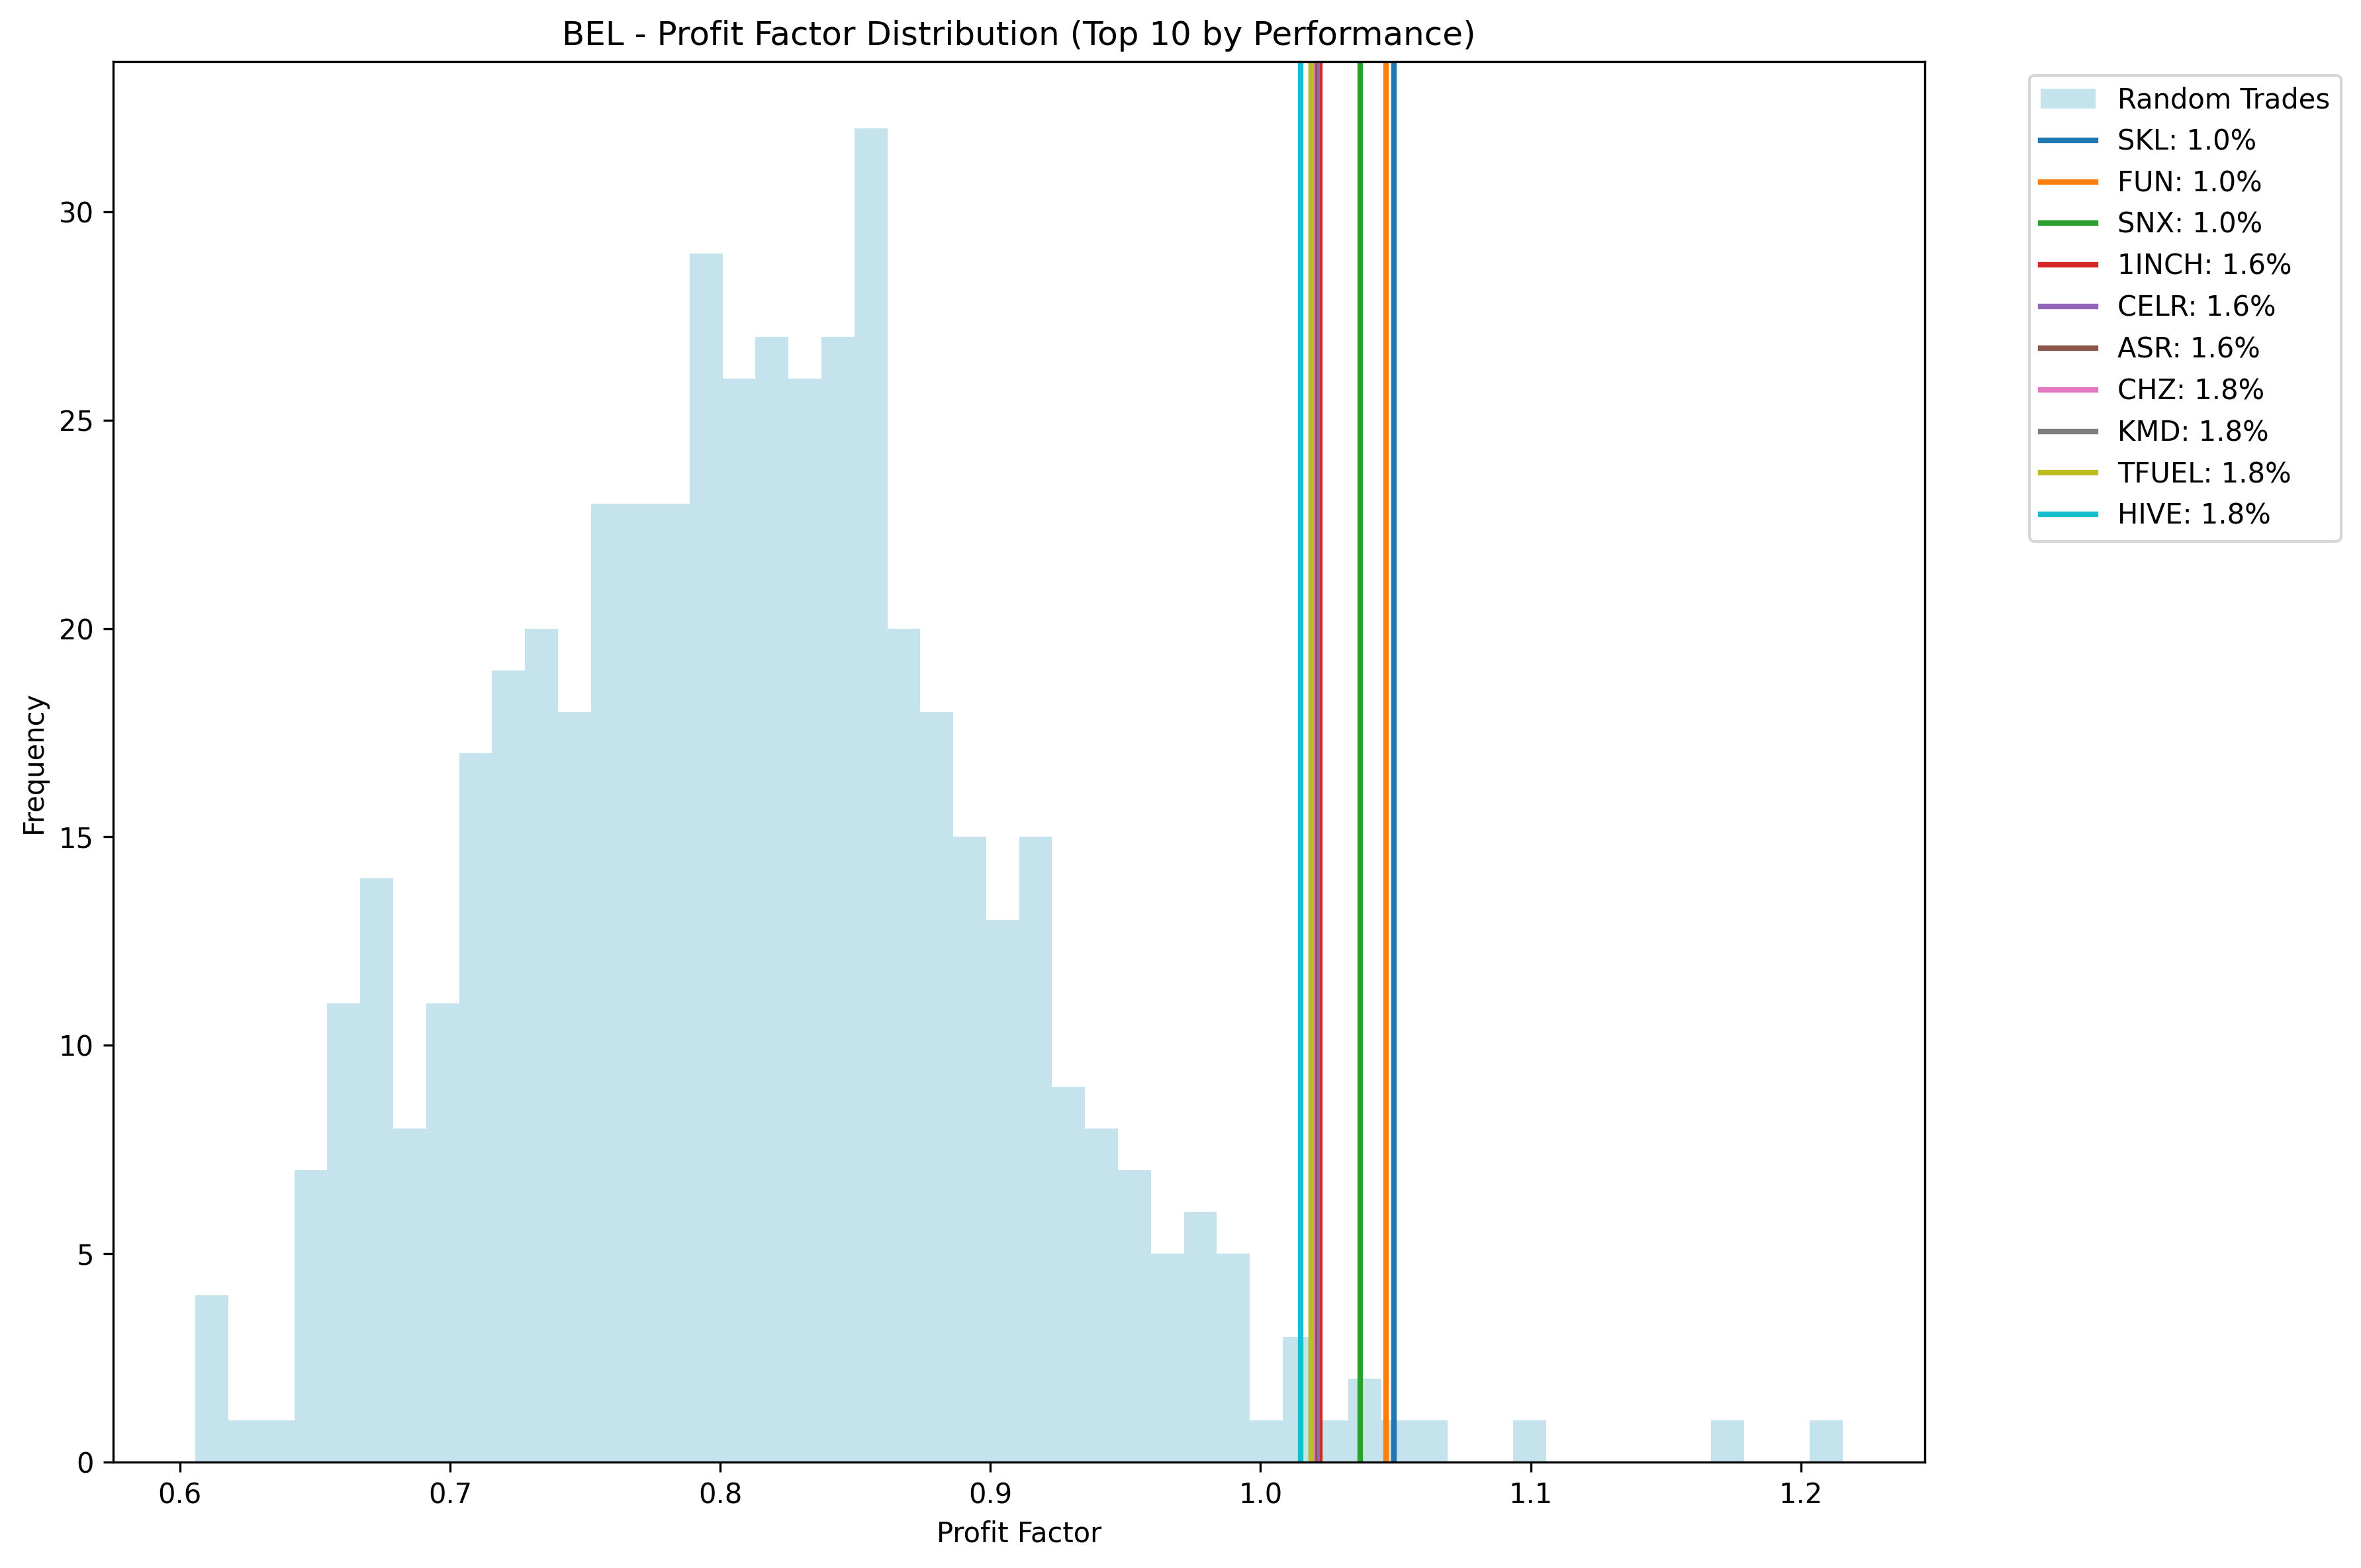 BEL - Profit Factor Distribution (Top 10 by Performance)
Random Trades
SKL: 1.0%
FUN: 1.0%
SNX: 1.0%
1INCH: 1.6%
CELR: 1.6%
ASR: 1.6%
CHZ: 1.8%
KMD: 1.8%
TFUEL: 1.8%
HIVE: 1.8%
Frequency
30
25
20
15
10
5
0
0.6 0.7 0.8 0.9 1.0 1.1 1.2
Profit Factor